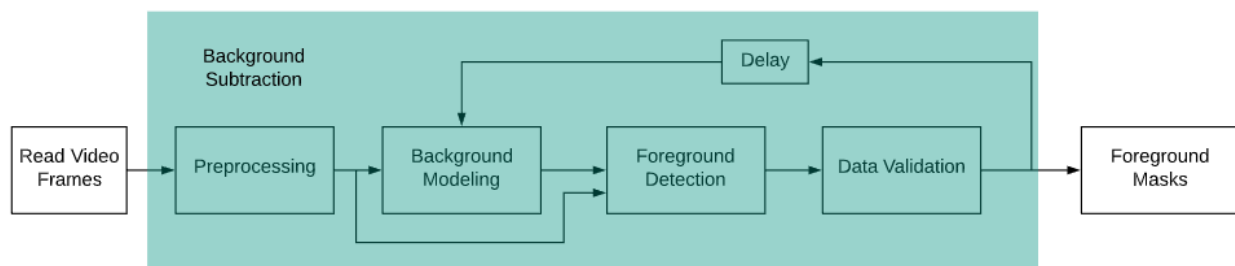 Background
Subtraction
Delay
Read Video
Frames
Preprocessing
Background
Modeling
Foreground
Detection
Data Validation
Foreground
Masks